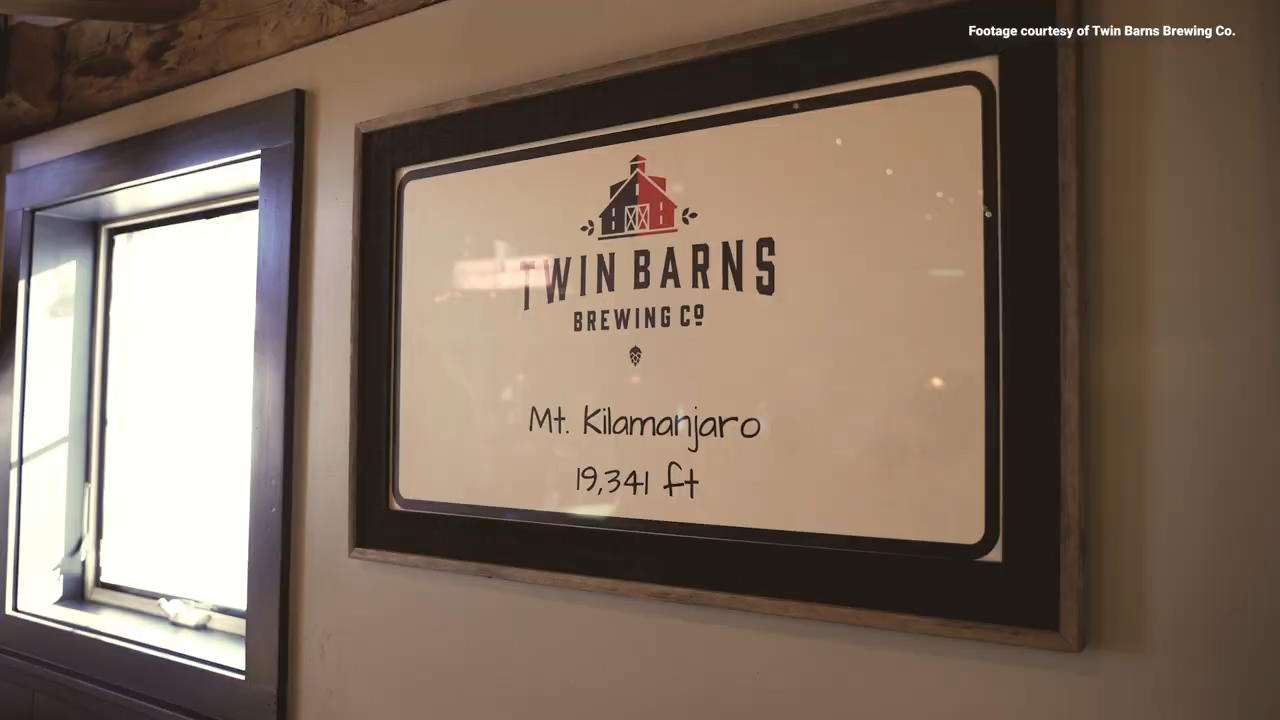 Footage courtesy of Twin Barns Brewing Co.
TWIN BARNS
BREWING CO
Mt. Kilamanjaro
19,341 ft